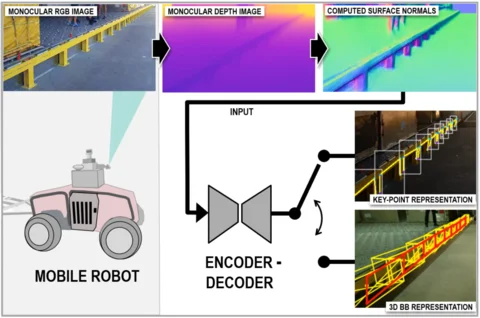 MONOCULAR RGB IMAGE
MONOCULAR DEPTH IMAGE
COMPUTED SURFACE NORMALS
INPUT
KEY-POINT REPRESENTATION
MOBILE ROBOT
ENCODER -
DECODER
3D BB REPRESENTATION